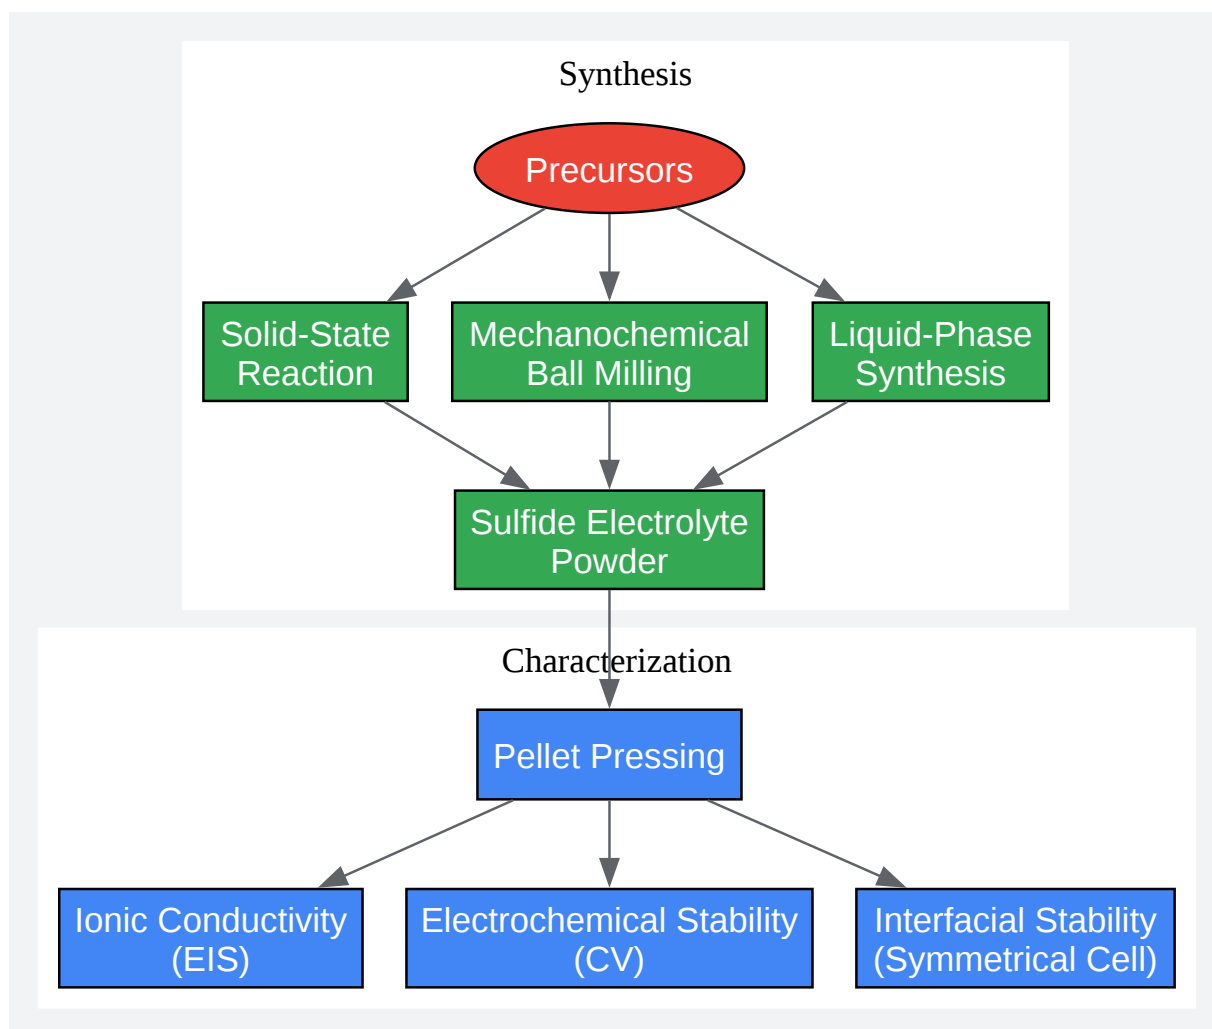 Synthesis
Precursors
Solid-State
Reaction
Mechanochemical
Ball Milling
Liquid-Phase
Synthesis
Sulfide Electrolyte
Powder
Characterization
Pellet Pressing
Ionic Conductivity
(EIS)
Electrochemical Stability
(CV)
Interfacial Stability
(Symmetrical Cell)